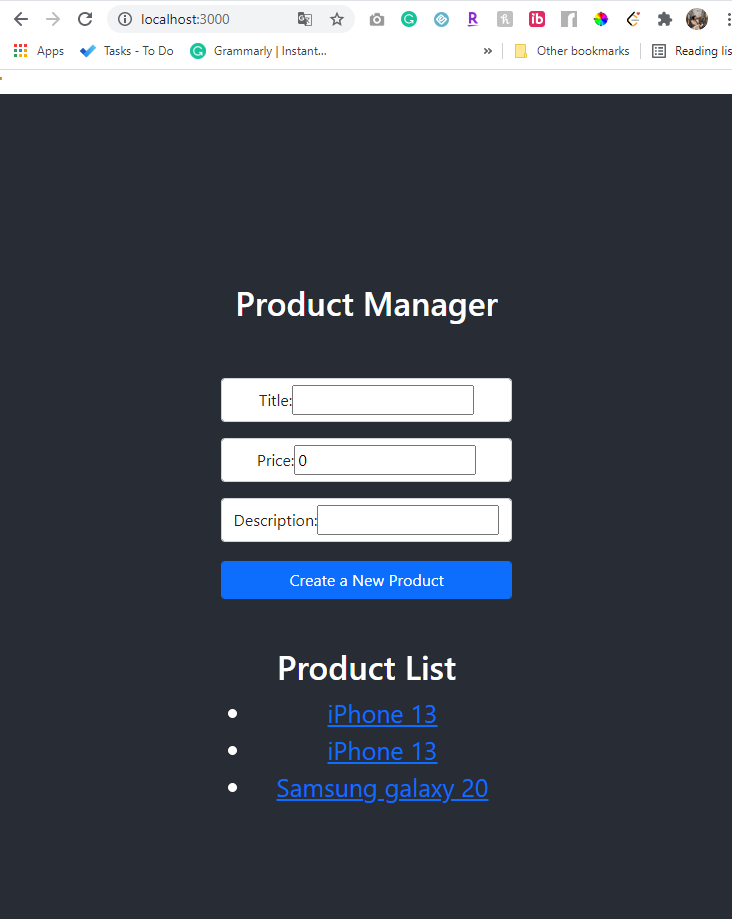 localhost:3000
Apps Tasks - To Do Grammarly | Instant... » Other bookmarks Reading lis
Product Manager
Title:
Price: 0
Description:
Create a New Product
Product List
iPhone 13
iPhone 13
Samsung galaxy 20